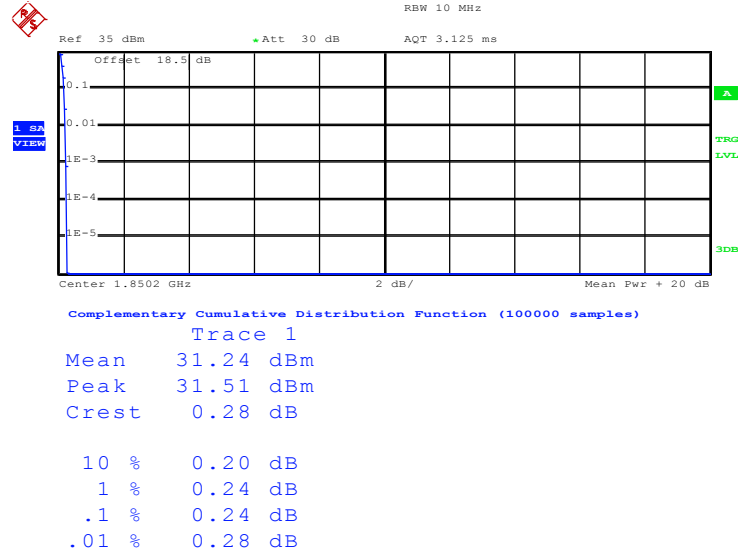 RBW 10 MHz
Ref 35 dBm * Att 30 dB AQT 3.125 ms
Offset 18.5 dB
0.1
A
0.01
1 SA
VIEW
TRG
1E-3
LVL
1E-4
1E-5
3DB
Center 1.8502 GHz 2 dB/ Mean Pwr + 20 dB
Complementary Cumulative Distribution Function (100000 samples)
Trace 1
Mean 31.24 dBm
Peak 31.51 dBm
Crest 0.28 dB
10 % 0.20 dB
1 % 0.24 dB
.1 % 0.24 dB
.01 % 0.28 dB